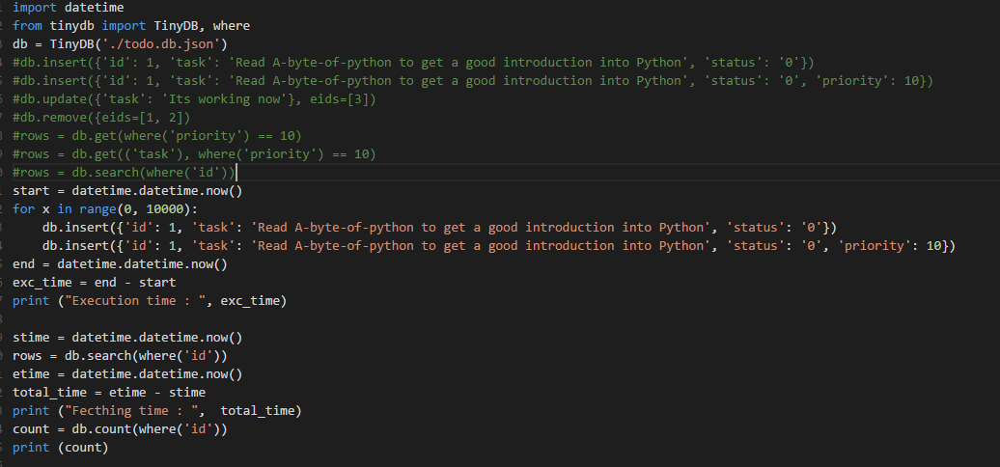 import datetime
from tinydb import TinyDB, where
db = TinyDB('./todo.db.json')
#db.insert({'id': 1, 'task': 'Read A-byte-of-python to get a good introduction into Python', 'status': '0'})
#db.insert({'id': 1, 'task': 'Read A-byte-of-python to get a good introduction into Python', 'status': '0', 'priority': 10})
#db.update({'task': 'Its working now'}, eids=[3])
#db.remove({eids=[1, 2])
#rows = db.get(where('priority') == 10)
#rows = db.get(('task'), where('priority') == 10)
#rows = db.search(where('id'))
start = datetime.datetime.now()
for x in range(0, 10000):
    db.insert({'id': 1, 'task': 'Read A-byte-of-python to get a good introduction into Python', 'status': '0'})
    db.insert({'id': 1, 'task': 'Read A-byte-of-python to get a good introduction into Python', 'status': '0', 'priority': 10})
end = datetime.datetime.now()
exc_time = end - start
print ("Execution time : ", exc_time)

stime = datetime.datetime.now()
rows = db.search(where('id'))
etime = datetime.datetime.now()
total_time = etime - stime
print ("Fecthing time : ",  total_time)
count = db.count(where('id'))
print (count)